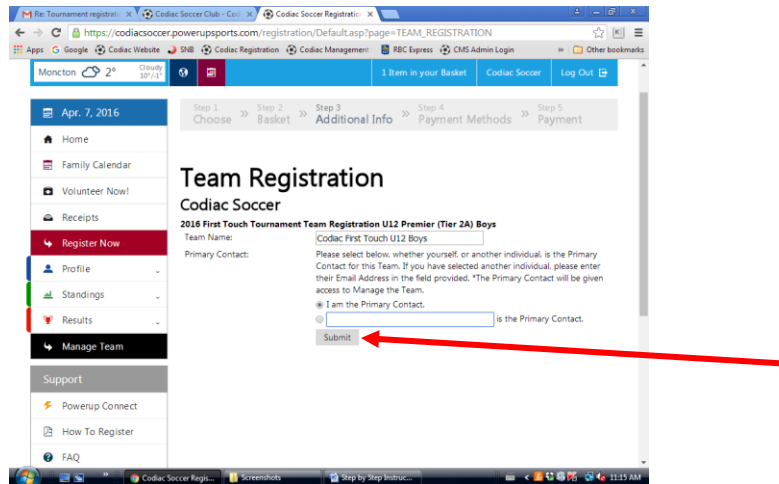 Re: Tournament registrati
Codiac Soccer Club - Codi
Codiac Soccer Registration
https://codiacsoccer.powerupsports.com/registration/Default.asp?page=TEAM_REGISTRATION
Apps Google Codiac Website SNB Codiac Registration Codiac Management RBC Express CMS Admin Login » Other bookmarks
Moncton 2° Cloudy 10°/-1° 1 Item in your Basket Codiac Soccer Log Out
Apr. 7, 2016
Home
Family Calendar
Volunteer Now!
Receipts
Register Now
Profile
Standings
Results
Manage Team
Support
Powerup Connect
How To Register
FAQ
Step 1 Choose » Step 2 Basket » Step 3 Additional Info » Step 4 Payment Methods » Step 5 Payment
Team Registration
Codiac Soccer
2016 First Touch Tournament Team Registration U12 Premier (Tier 2A) Boys
Team Name: Codiac First Touch U12 Boys
Primary Contact: Please select below, whether yourself, or another individual, is the Primary
Contact for this Team. If you have selected another individual, please enter
their Email Address in the field provided. *The Primary Contact will be given
access to Manage the Team.
I am the Primary Contact.
is the Primary Contact.
Submit
Codiac Soccer Regis... Screenshots Step by Step Instruc... 11:15 AM